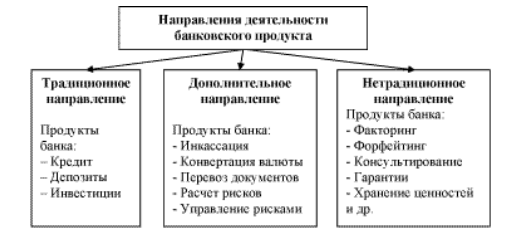 Направления деятельности
банковского продукта
Традиционное
направление
Продукты
банка:
– Кредит
– Депозиты
– Инвестиции
Дополнительное
направление
Продукты банка:
- Инкассация
- Конвертация валюты
- Перевоз документов
- Расчет рисков
- Управление рисками
Нетрадиционное
направление
Продукты банка:
- Факторинг
- Форфейтинг
- Консультирование
- Гарантии
- Хранение ценностей
и др.